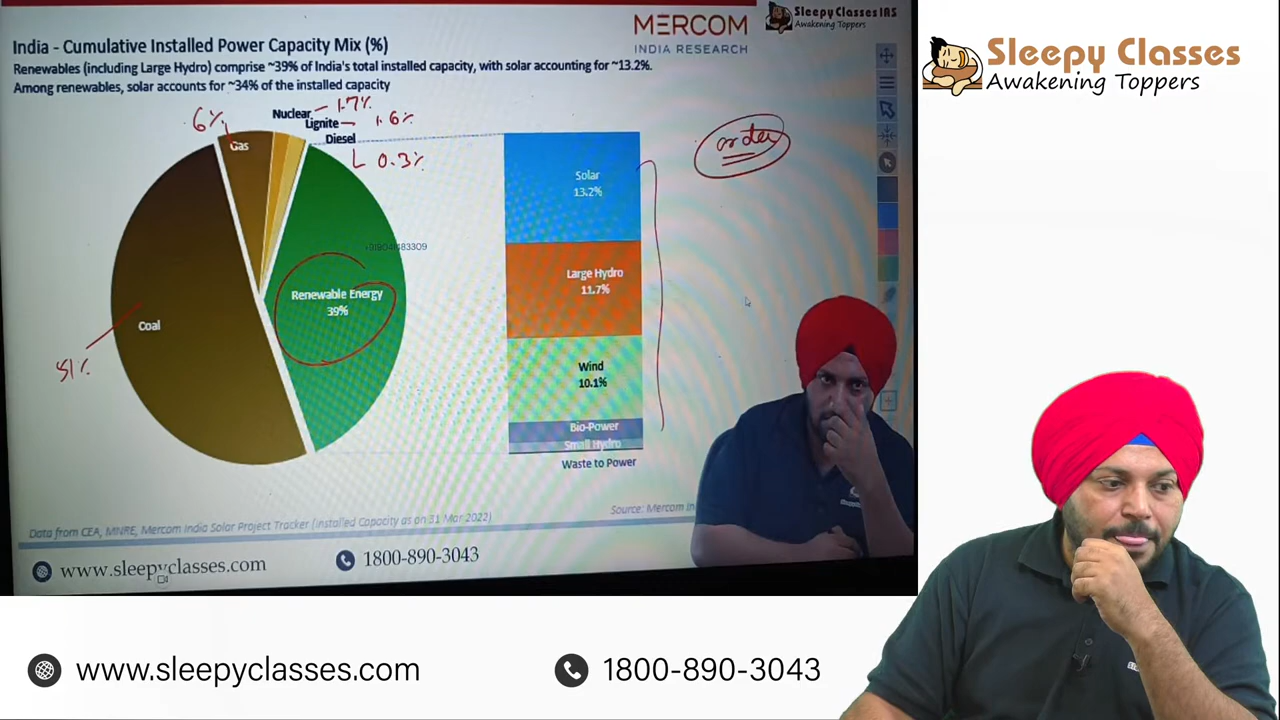 MERCOM
INDIA RESEARCH
Sleepy Classes IAS
Awakening Toppers
Sleepy Classes
Awakening Toppers
India - Cumulative Installed Power Capacity Mix (%)
Renewables (including Large Hydro) comprise ~39% of India's total installed capacity, with solar accounting for ~13.2%.
Among renewables, solar accounts for ~34% of the installed capacity
6%
Nuclear – 1.7%
Lignite – 1.6%
Diesel
0.3%
Gas
order
Solar
13.2%
Large Hydro
11.7%
Renewable Energy
39%
Coal
51%
Wind
10.1%
Bio-Power
Small Hydro
Waste to Power
Data from CEA, MNRE, Mercom India Solar Project Tracker (Installed Capacity as on 31 Mar 2022)
Source: Mercom In
www.sleepyclasses.com
1800-890-3043
www.sleepyclasses.com
1800-890-3043